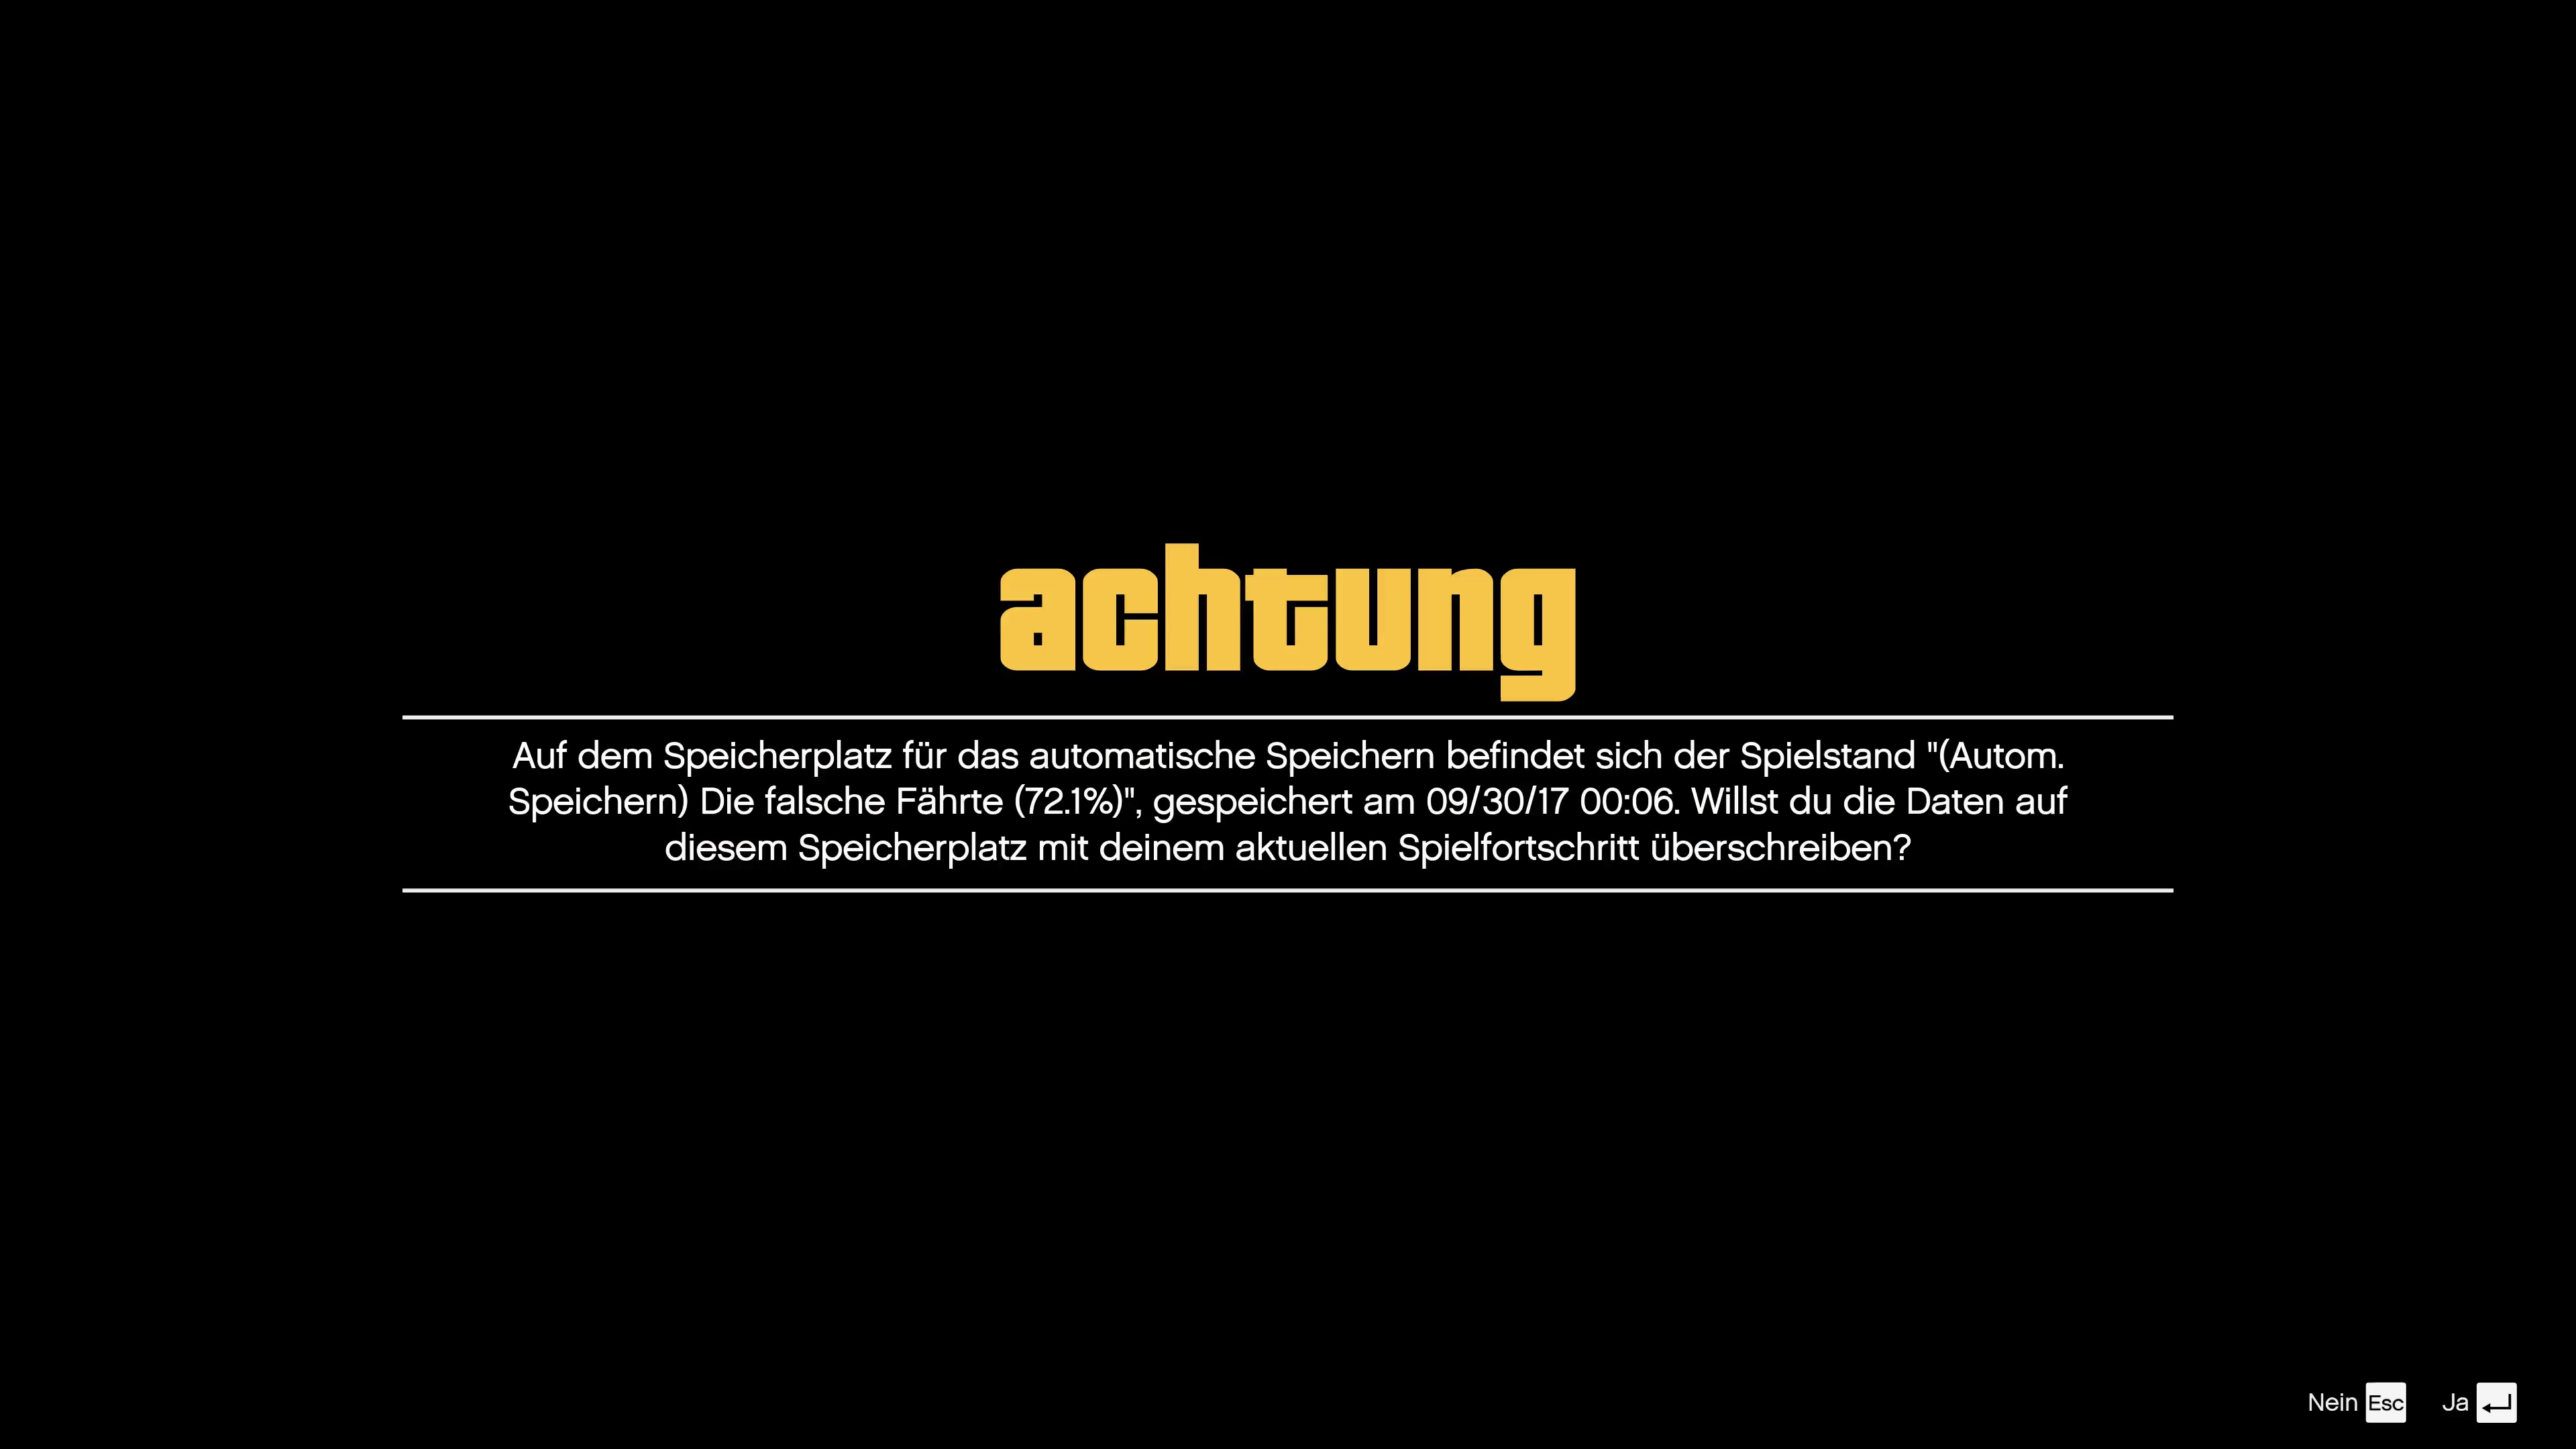 achtung
Auf dem Speicherplatz für das automatische Speichern befindet sich der Spielstand "(Autom.
Speichern) Die falsche Fährte (72.1%)", gespeichert am 09/30/17 00:06. Willst du die Daten auf
diesem Speicherplatz mit deinem aktuellen Spielfortschritt überschreiben?
Nein Esc Ja